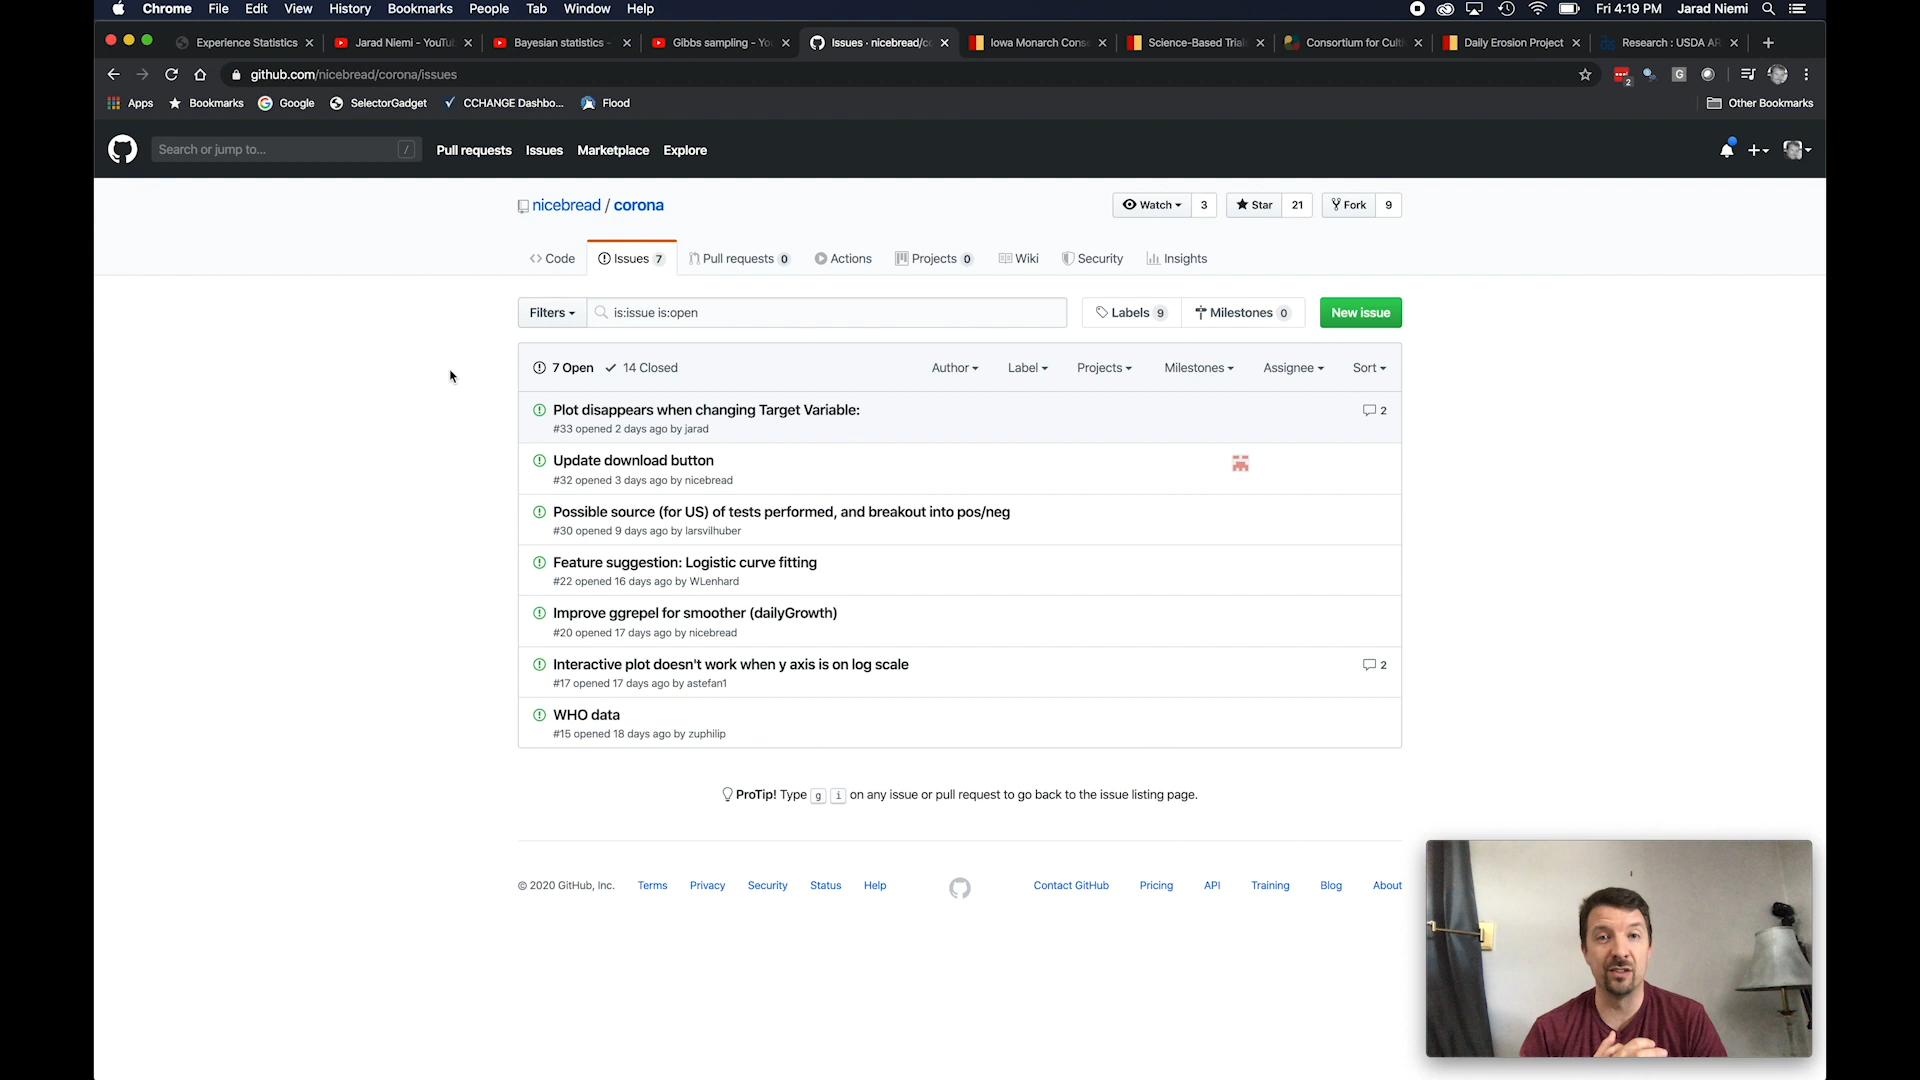 Chrome File Edit View History Bookmarks People Tab Window Help Fri 4:19 PM Jarad Niemi
Experience Statistics Jarad Niemi - YouTu Bayesian statistics - Gibbs sampling - Yo Issues · nicebread/co Iowa Monarch Cons Science-Based Trial Consortium for Culti Daily Erosion Project Research : USDA AR
github.com/nicebread/corona/issues G 2
Apps Bookmarks Google SelectorGadget CCHANGE Dashbo... Flood Other Bookmarks
Search or jump to... / Pull requests Issues Marketplace Explore
nicebread / corona Watch 3 Star 21 Fork 9
Code Issues 7 Pull requests 0 Actions Projects 0 Wiki Security Insights
Filters is:issue is:open Labels 9 Milestones 0 New issue
7 Open 14 Closed Author Label Projects Milestones Assignee Sort
Plot disappears when changing Target Variable: 2
#33 opened 2 days ago by jarad
Update download button
#32 opened 3 days ago by nicebread
Possible source (for US) of tests performed, and breakout into pos/neg
#30 opened 9 days ago by larsvilhuber
Feature suggestion: Logistic curve fitting
#22 opened 16 days ago by WLenhard
Improve ggrepel for smoother (dailyGrowth)
#20 opened 17 days ago by nicebread
Interactive plot doesn't work when y axis is on log scale 2
#17 opened 17 days ago by astefan1
WHO data
#15 opened 18 days ago by zuphilip
ProTip! Type g i on any issue or pull request to go back to the issue listing page.
© 2020 GitHub, Inc. Terms Privacy Security Status Help Contact GitHub Pricing API Training Blog About